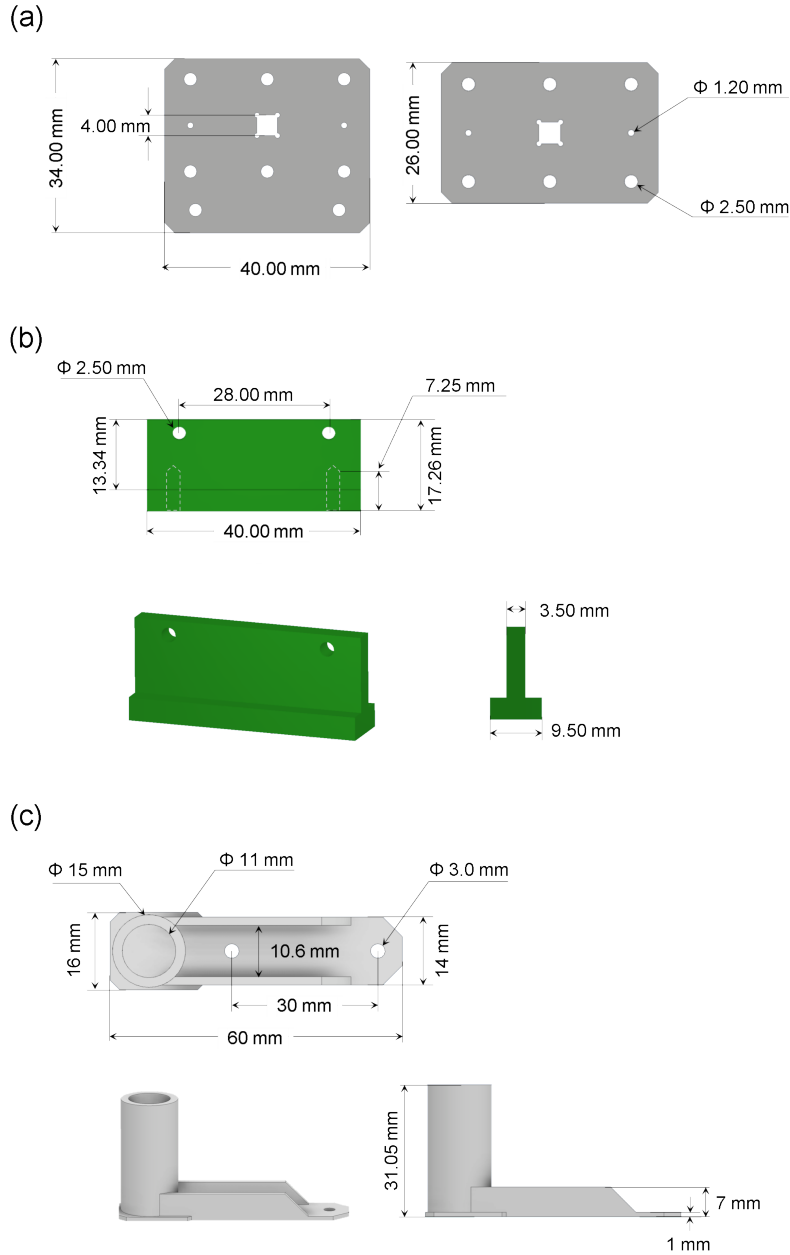 (a)
34.00 mm
4.00 mm
40.00 mm
26.00 mm
Φ 1.20 mm
Φ 2.50 mm
(b)
Φ 2.50 mm
28.00 mm
7.25 mm
13.34 mm
17.26 mm
40.00 mm
3.50 mm
9.50 mm
(c)
Φ 15 mm
Φ 11 mm
Φ 3.0 mm
16 mm
10.6 mm
14 mm
30 mm
60 mm
31.05 mm
7 mm
1 mm